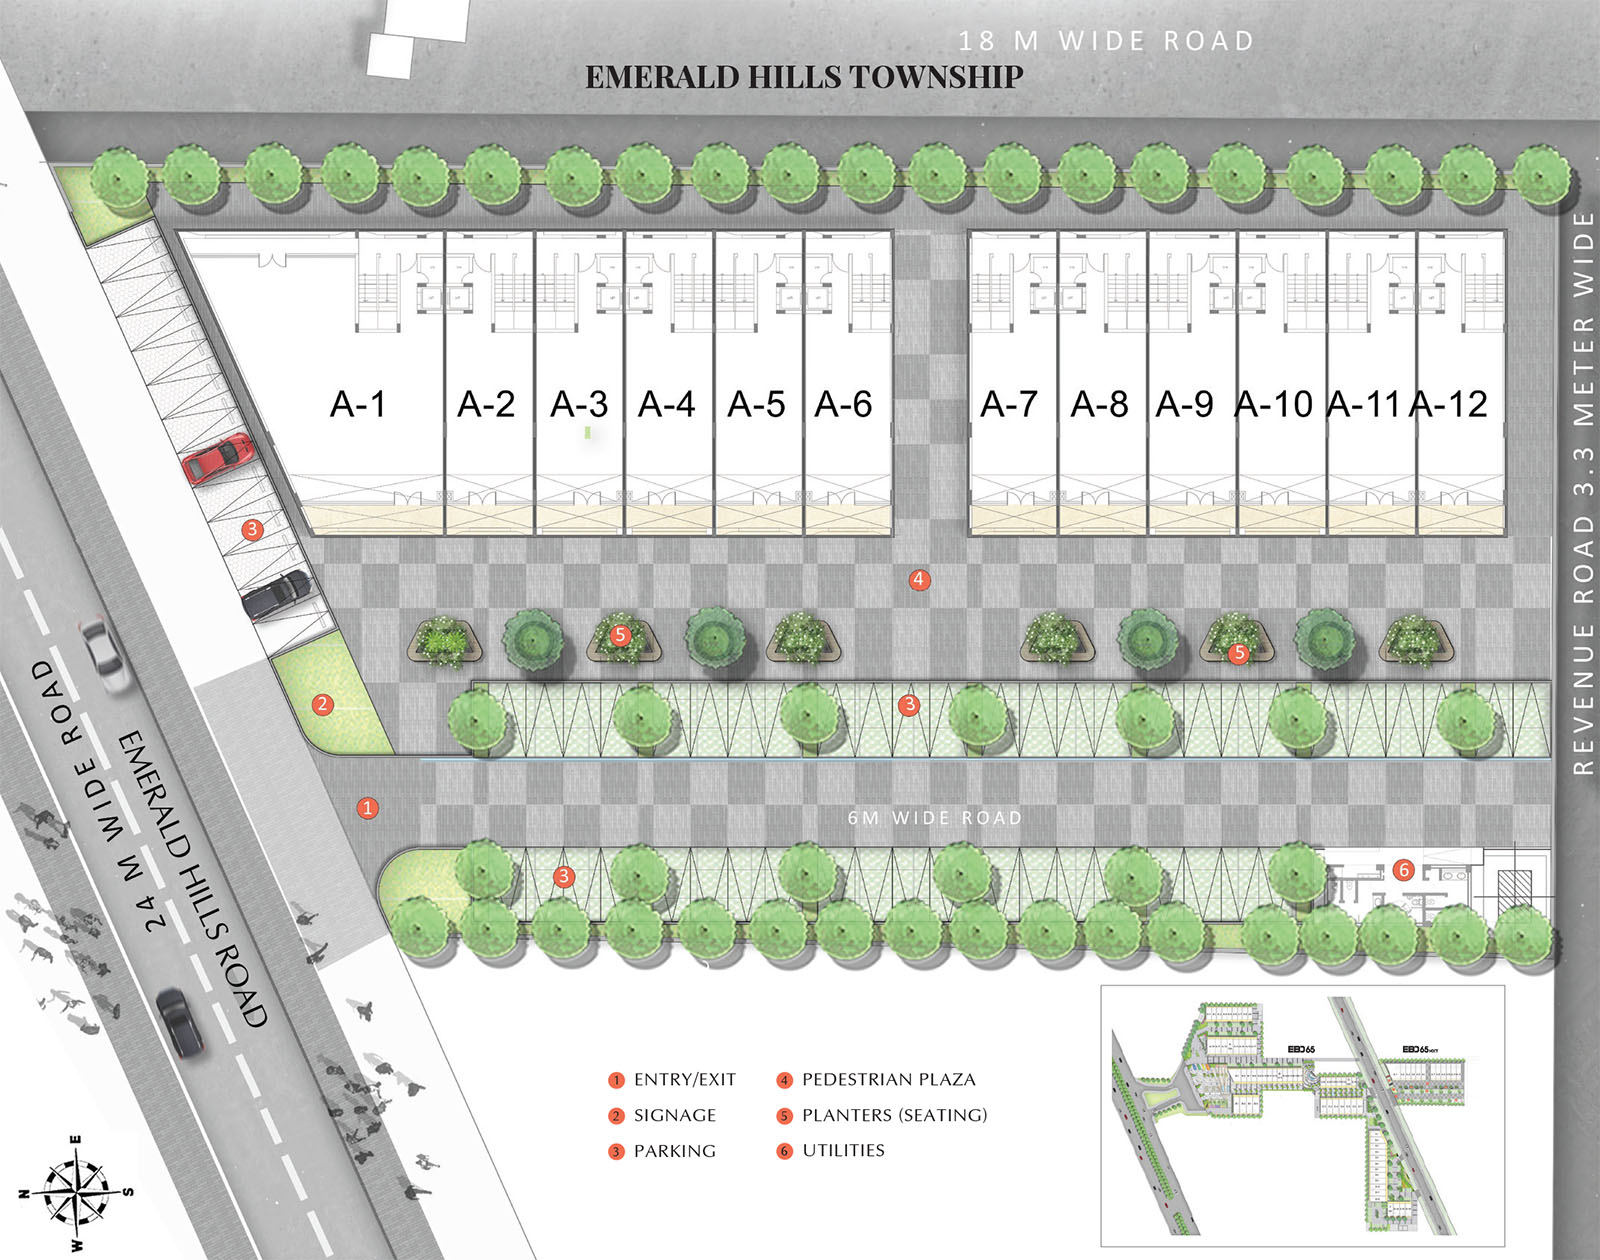 18 M WIDE ROAD
EMERALD HILLS TOWNSHIP
REVENUE ROAD 3.3 METER WIDE
A-1 A-2 A-3 A-4 A-5 A-6 A-7 A-8 A-9 A-10 A-11 A-12
3
4
5
5
2
3
1
6M WIDE ROAD
3
6
24 M WIDE ROAD
EMERALD HILLS ROAD
1 ENTRY/EXIT
2 SIGNAGE
3 PARKING
4 PEDESTRIAN PLAZA
5 PLANTERS (SEATING)
6 UTILITIES
E
N S
W